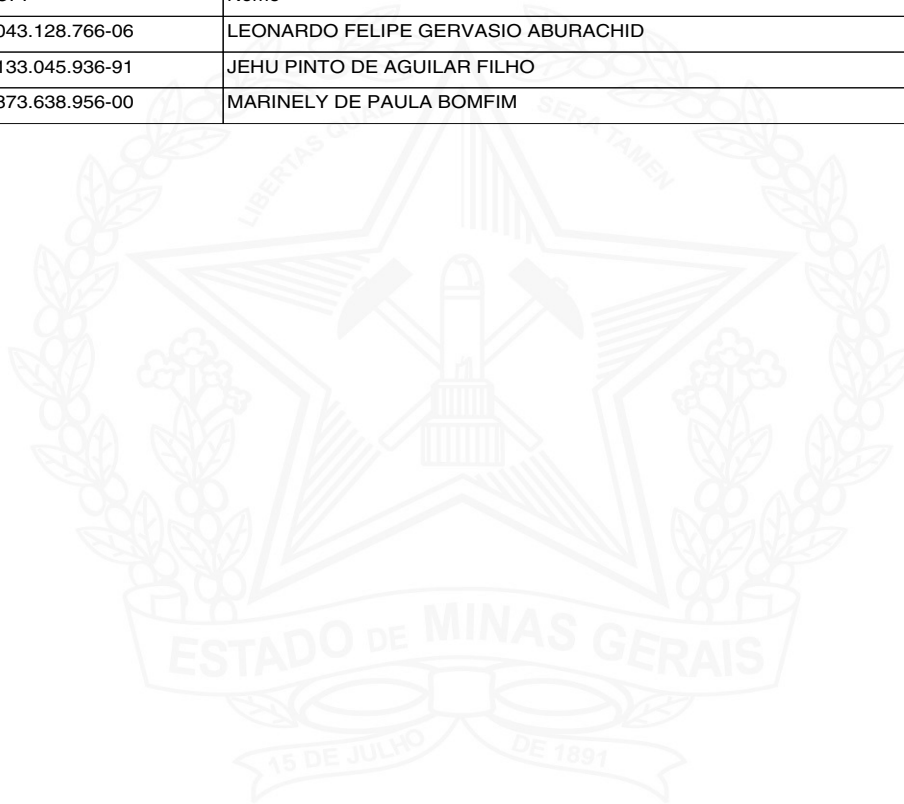 043.128.766-06 LEONARDO FELIPE GERVASIO ABURACHID
133.045.936-91 JEHU PINTO DE AGUILAR FILHO
873.638.956-00 MARINELY DE PAULA BOMFIM
LIBERTAS QUAE SERA TAMEN
ESTADO DE MINAS GERAIS
15 DE JULHO DE 1891